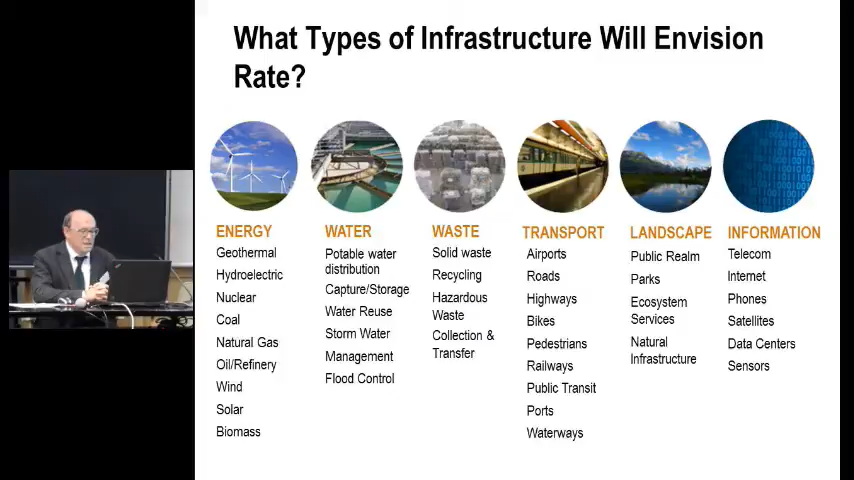 What Types of Infrastructure Will Envision
Rate?
ENERGY
Geothermal
Hydroelectric
Nuclear
Coal
Natural Gas
Oil/Refinery
Wind
Solar
Biomass
WATER
Potable water
distribution
Capture/Storage
Water Reuse
Storm Water
Management
Flood Control
WASTE
Solid waste
Recycling
Hazardous
Waste
Collection &
Transfer
TRANSPORT
Airports
Roads
Highways
Bikes
Pedestrians
Railways
Public Transit
Ports
Waterways
LANDSCAPE
Public Realm
Parks
Ecosystem
Services
Natural
Infrastructure
INFORMATION
Telecom
Internet
Phones
Satellites
Data Centers
Sensors